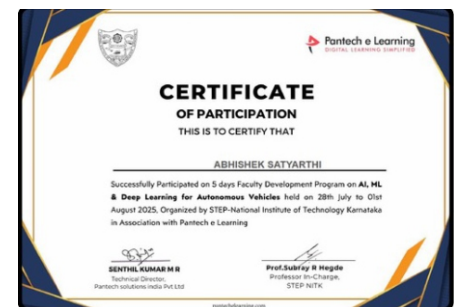 Pantech e Learning
DIGITAL LEARNING SIMPLIFIED
CERTIFICATE
OF PARTICIPATION
THIS IS TO CERTIFY THAT
ABHISHEK SATYARTHI
Successfully Participated on 5 days Faculty Development Program on AI, ML
& Deep Learning for Autonomous Vehicles held on 28th July to 01st
August 2025, Organized by STEP-National Institute of Technology Karnataka
in Association with Pantech e Learning
SENTHIL KUMAR M R
Technical Director,
Pantech solutions India Pvt Ltd
Prof.Subray R Hegde
Professor In-Charge,
STEP NITK
pantechelearning.com